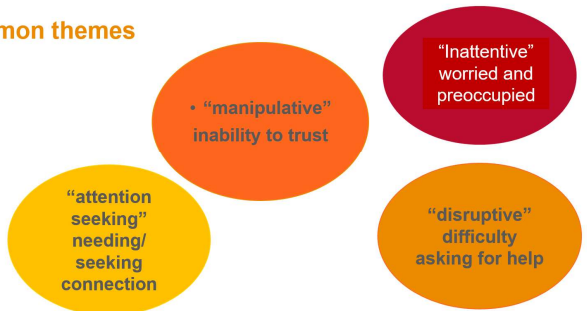 mon themes
“Inattentive”
worried and
preoccupied
• “manipulative”
inability to trust
“attention
seeking”
needing/
seeking
connection
“disruptive”
difficulty
asking for help